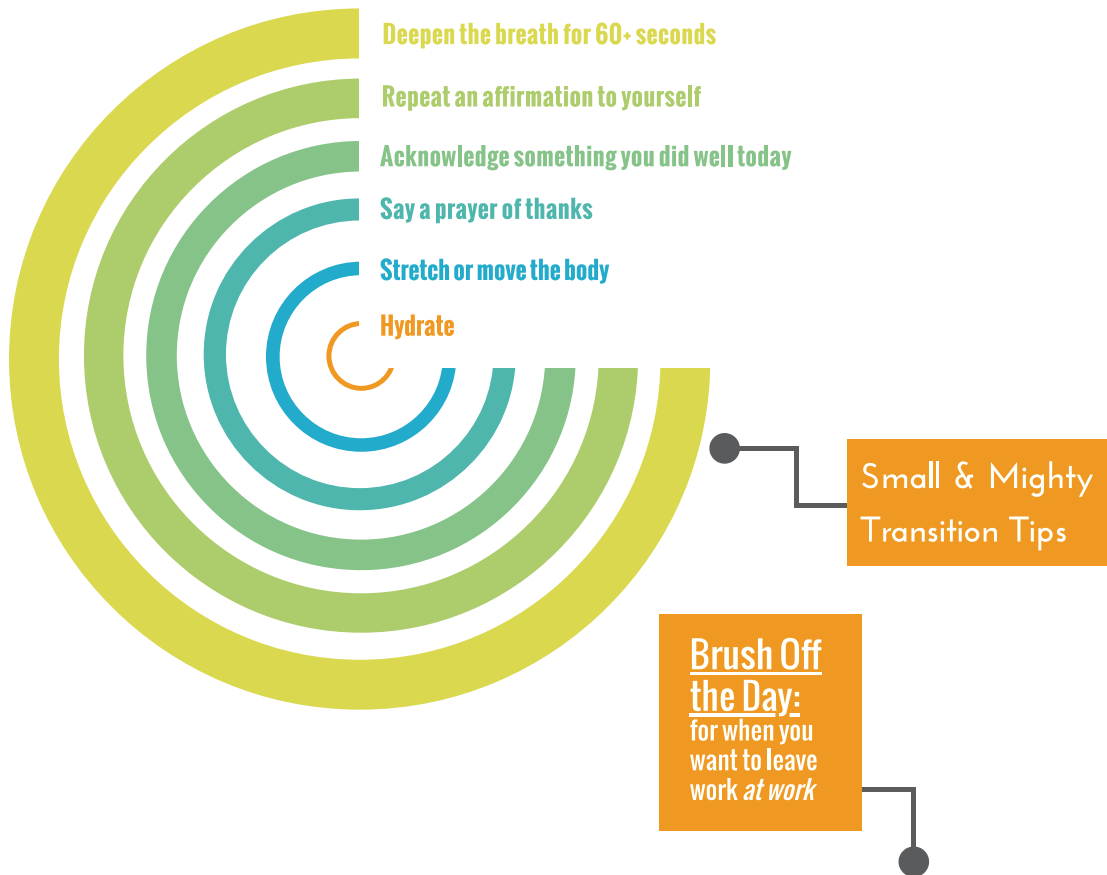 Deepen the breath for 60+ seconds
Repeat an affirmation to yourself
Acknowledge something you did well today
Say a prayer of thanks
Stretch or move the body
Hydrate
Small & Mighty
Transition Tips
Brush Off
the Day:
for when you
want to leave
work at work